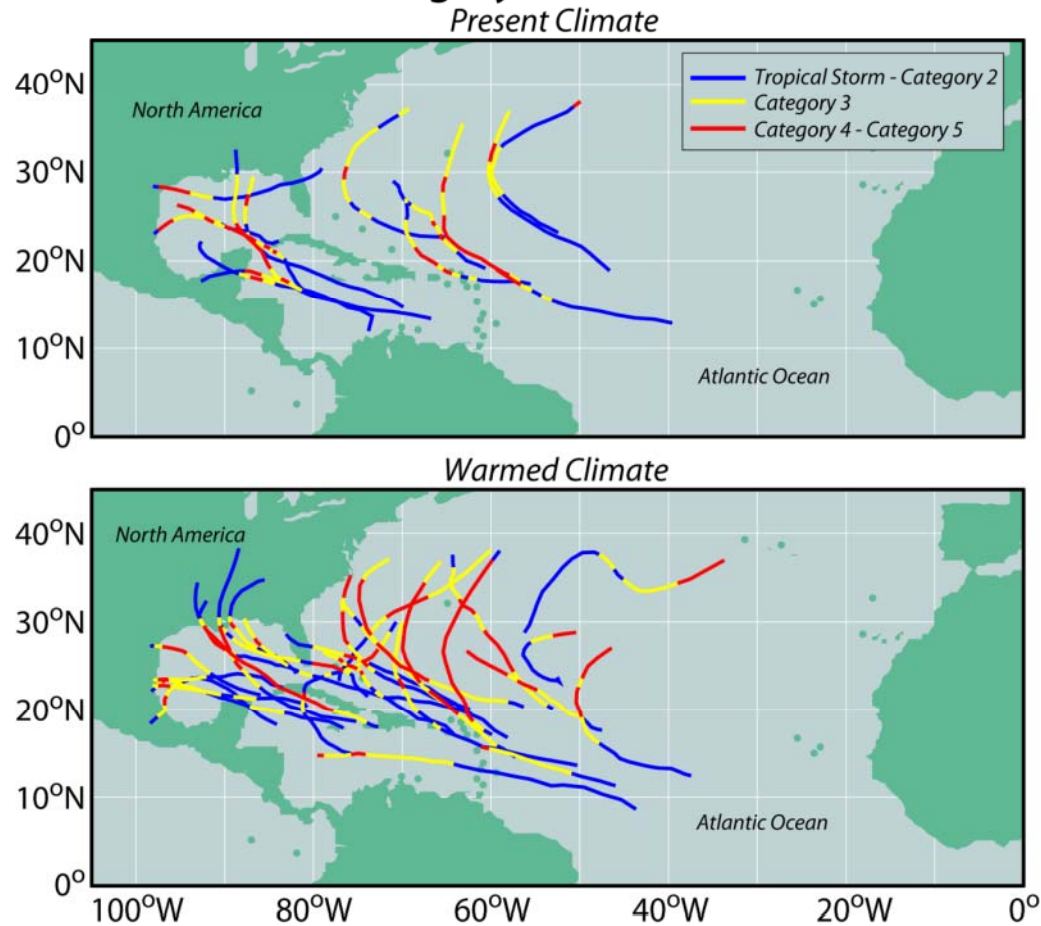 Present Climate
40°N
30°N
20°N
10°N
0°
North America
Tropical Storm - Category 2
Category 3
Category 4 - Category 5
Atlantic Ocean
Warmed Climate
40°N
30°N
20°N
10°N
0°
North America
Atlantic Ocean
100°W 80°W 60°W 40°W 20°W 0°